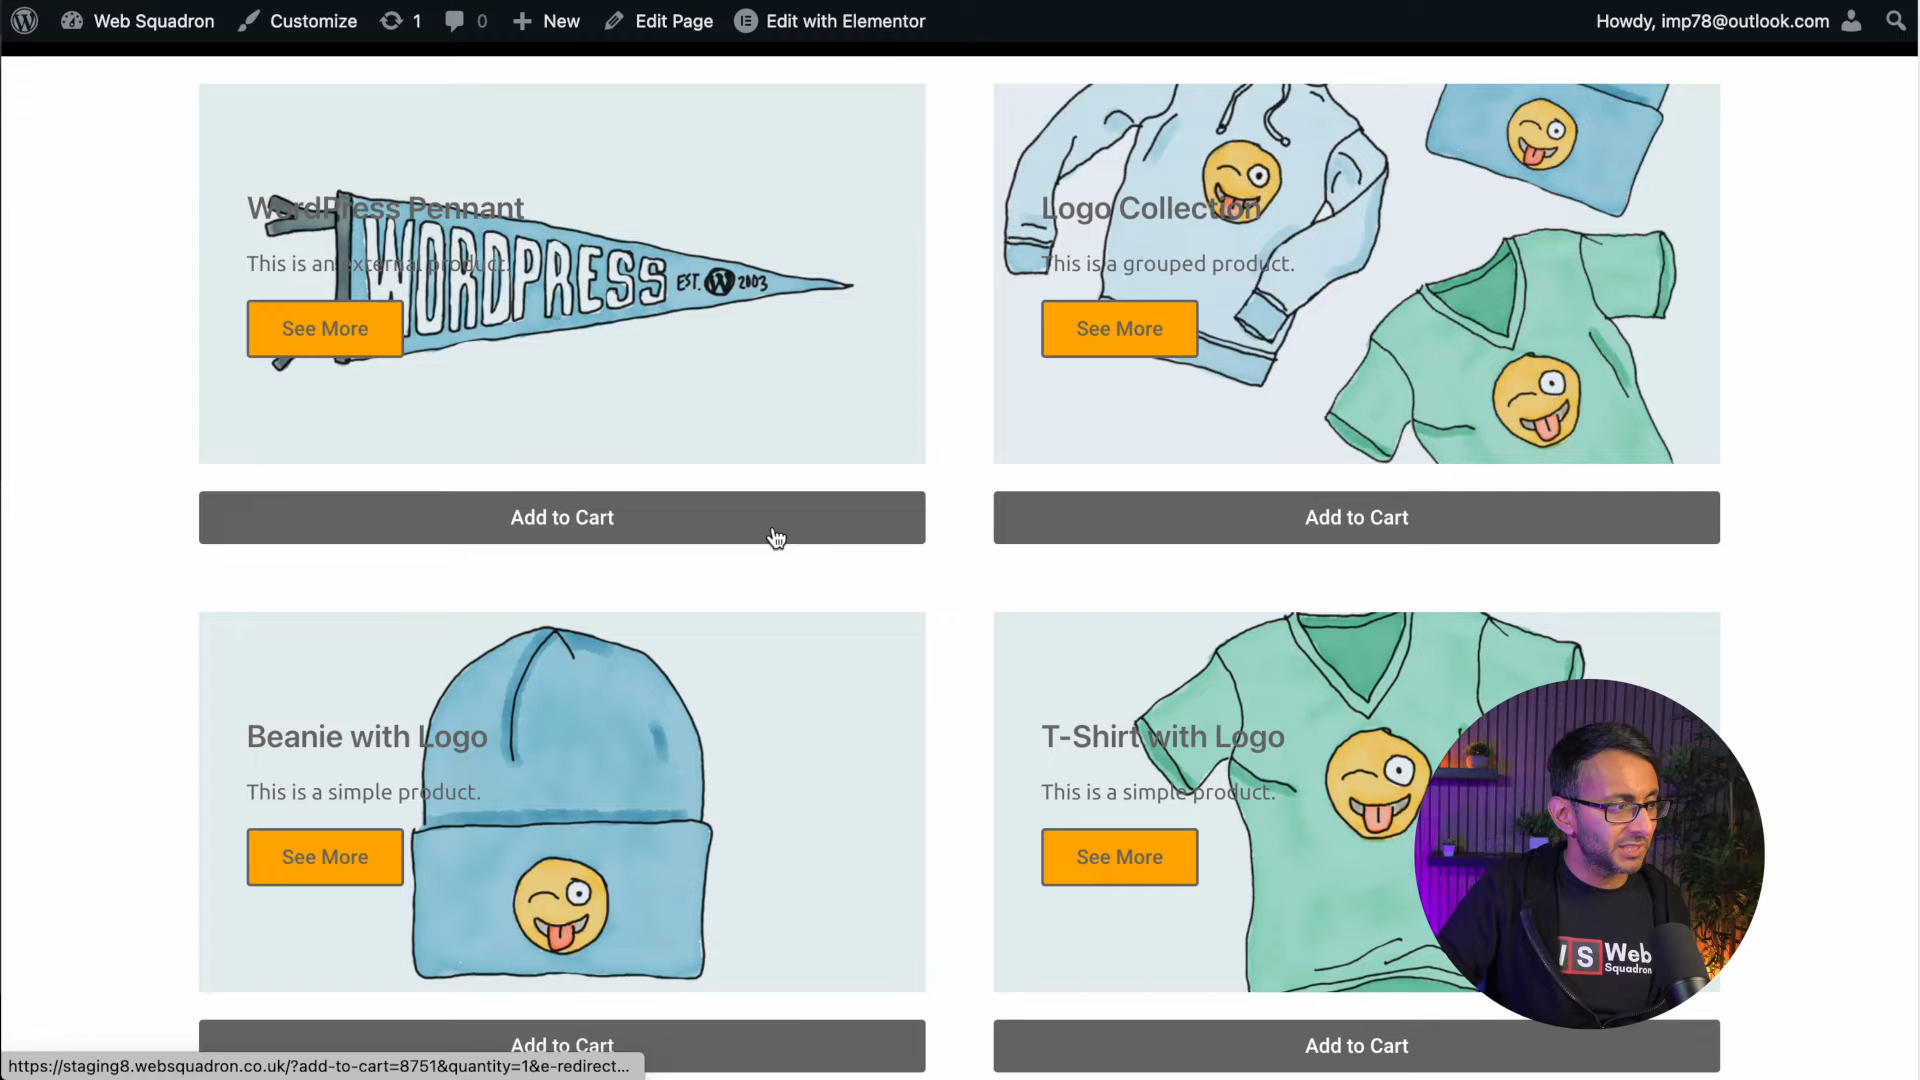 Web Squadron Customize 1 0 New Edit Page Edit with Elementor Howdy, imp78@outlook.com
WordPress Pennant
This is an external product.
See More
WORDPRESS EST. W 2003
Add to Cart
Logo Collection
This is a grouped product.
See More
Add to Cart
Beanie with Logo
This is a simple product.
See More
Add to Cart
T-Shirt with Logo
This is a simple product.
See More
Add to Cart
S Web
Squadron
https://staging8.websquadron.co.uk/?add-to-cart=8751&quantity=1&e-redirect...